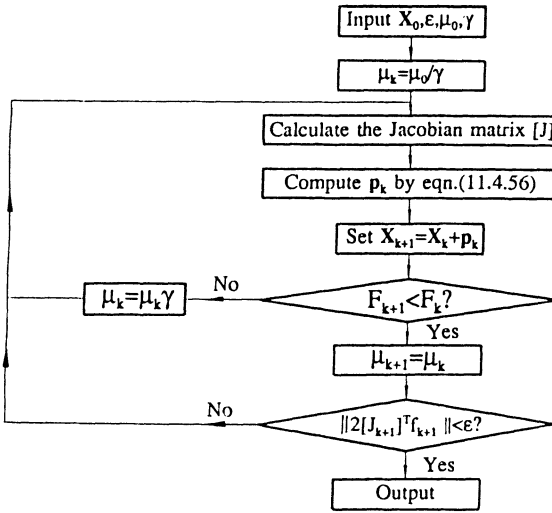 Input X₀,ε,μ₀,γ
μₖ=μ₀/γ
Calculate the Jacobian matrix [J]
Compute pₖ by eqn.(11.4.56)
Set Xₖ₊₁=Xₖ+pₖ
No
μₖ=μₖγ
Fₖ₊₁<Fₖ?
Yes
μₖ₊₁=μₖ
No
||2[Jₖ₊₁]ᵀfₖ₊₁ ||<ε?
Yes
Output